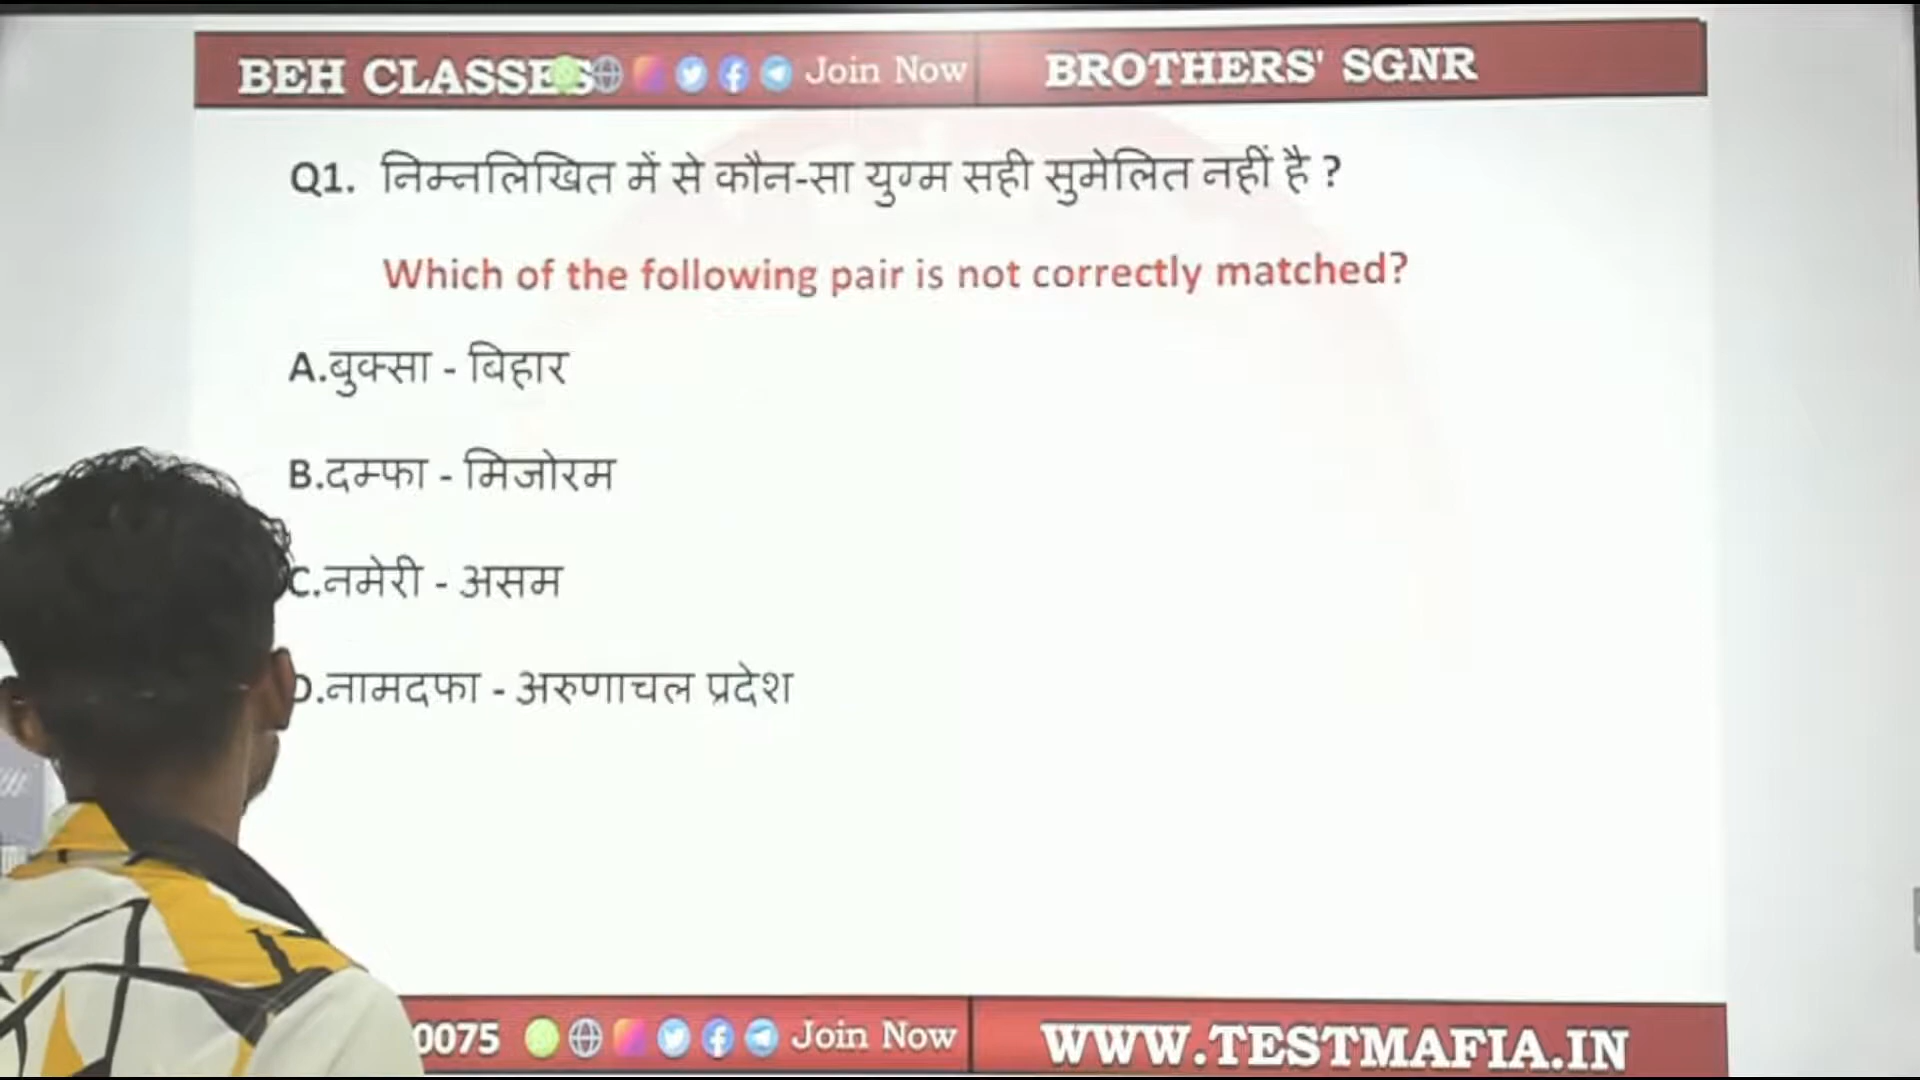 BEH CLASSES Join Now BROTHERS' SGNR
Q1. निम्नलिखित में से कौन-सा युग्म सही सुमेलित नहीं है ?
Which of the following pair is not correctly matched?
A.बुक्सा - बिहार
B.दम्फा - मिजोरम
C.नमेरी - असम
D.नामदफा - अरुणाचल प्रदेश
0075 Join Now WWW.TESTMAFIA.IN